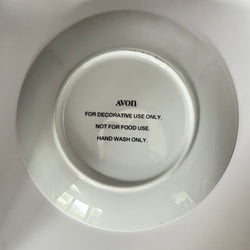 AVON
FOR DECORATIVE USE ONLY.
NOT FOR FOOD USE.
HAND WASH ONLY.